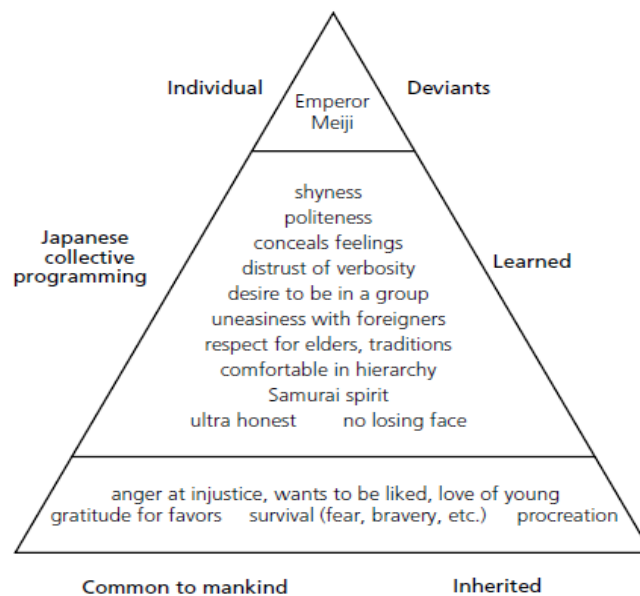 Individual
Deviants
Emperor
Meiji
shyness
politeness
conceals feelings
distrust of verbosity
desire to be in a group
uneasiness with foreigners
respect for elders, traditions
comfortable in hierarchy
Samurai spirit
ultra honest no losing face
Japanese
collective
programming
Learned
anger at injustice, wants to be liked, love of young
gratitude for favors survival (fear, bravery, etc.) procreation
Common to mankind
Inherited